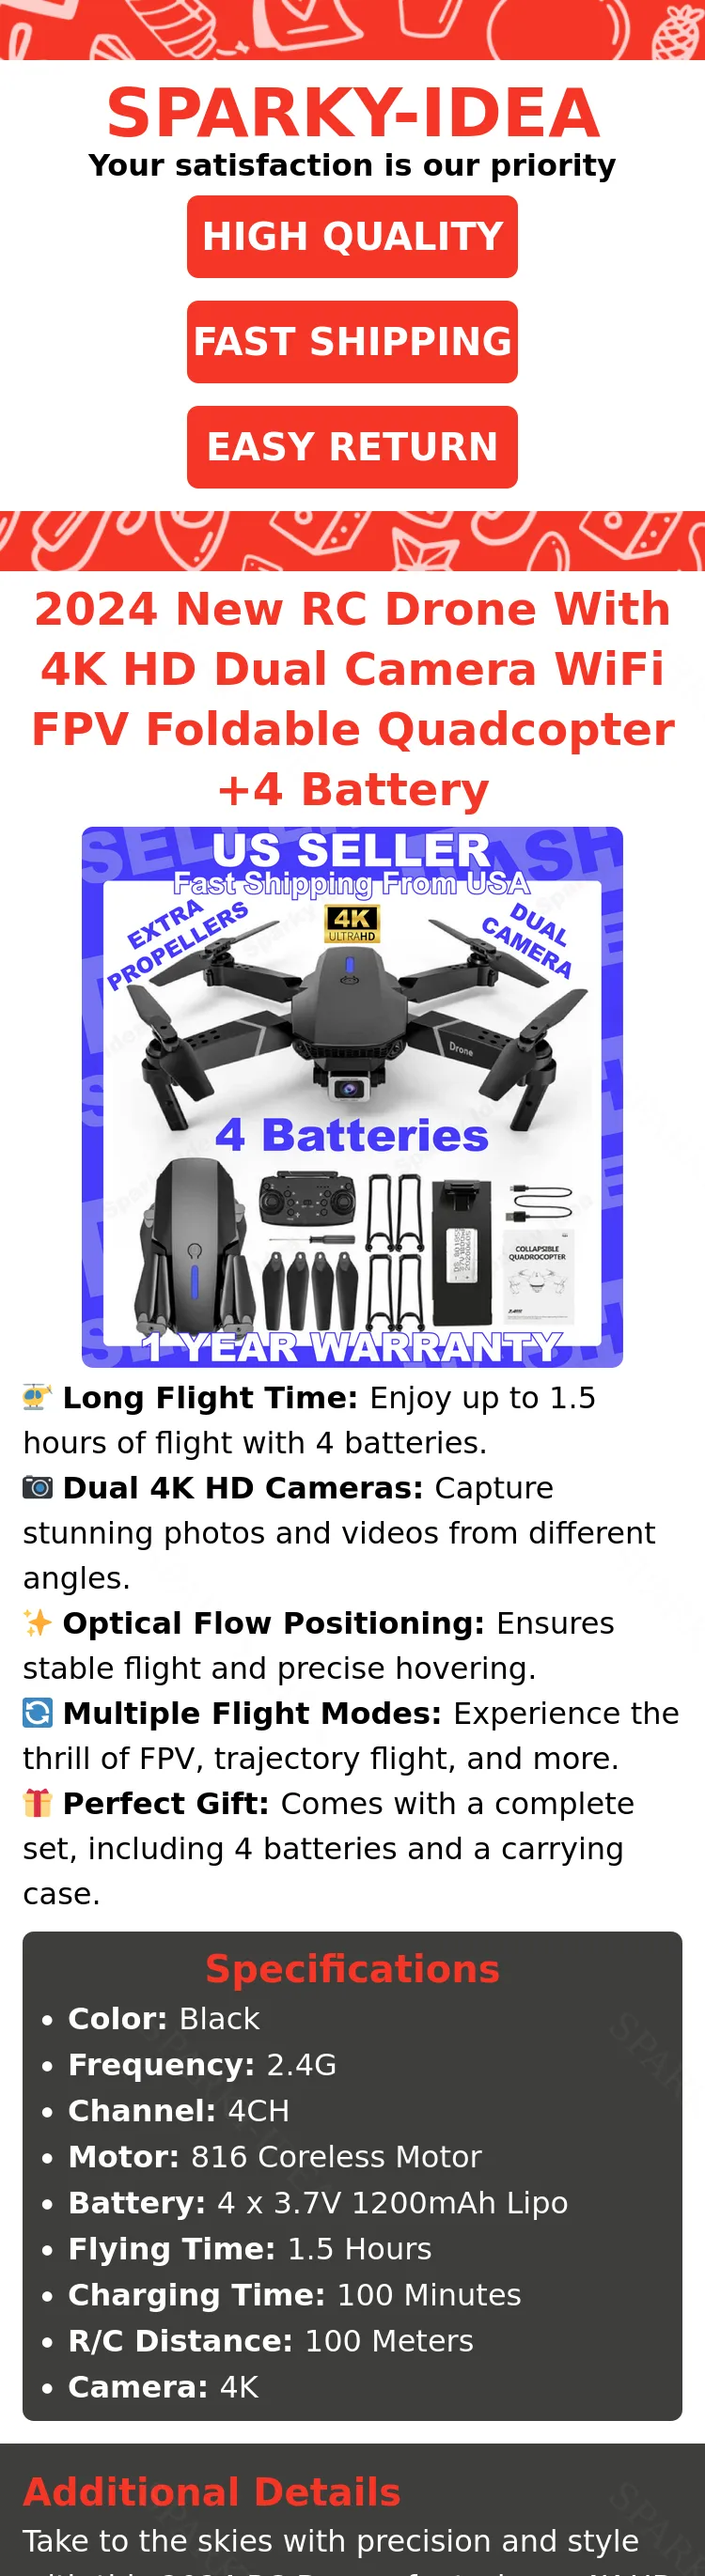 SPARKY-IDEA
Your satisfaction is our priority
HIGH QUALITY
FAST SHIPPING
EASY RETURN
2024 New RC Drone With
4K HD Dual Camera WiFi
FPV Foldable Quadcopter
+4 Battery
US SELLER
Fast Shipping From USA
EXTRA
PROPELLERS
4K
ULTRAHD
DUAL
CAMERA
Drone
4 Batteries
COLLAPSIBLE
QUADROCOPTER
1 YEAR WARRANTY
🚁 Long Flight Time: Enjoy up to 1.5
hours of flight with 4 batteries.
📷 Dual 4K HD Cameras: Capture
stunning photos and videos from different
angles.
✨ Optical Flow Positioning: Ensures
stable flight and precise hovering.
🔄 Multiple Flight Modes: Experience the
thrill of FPV, trajectory flight, and more.
🎁 Perfect Gift: Comes with a complete
set, including 4 batteries and a carrying
case.
Specifications
• Color: Black
• Frequency: 2.4G
• Channel: 4CH
• Motor: 816 Coreless Motor
• Battery: 4 x 3.7V 1200mAh Lipo
• Flying Time: 1.5 Hours
• Charging Time: 100 Minutes
• R/C Distance: 100 Meters
• Camera: 4K
Additional Details
Take to the skies with precision and style